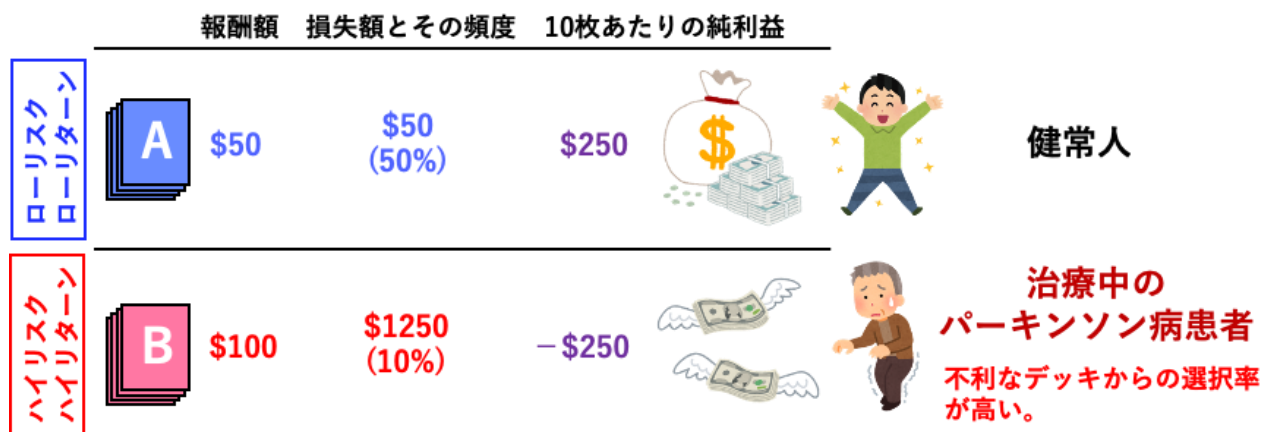 報酬額 損失額とその頻度 10枚あたりの純利益
ローリスク
ローリターン
A
$50
$50
(50%)
$250
$
健常人
ハイリスク
ハイリターン
B
$100
$1250
(10%)
−$250
治療中の
パーキンソン病患者
不利なデッキからの選択率
が高い。